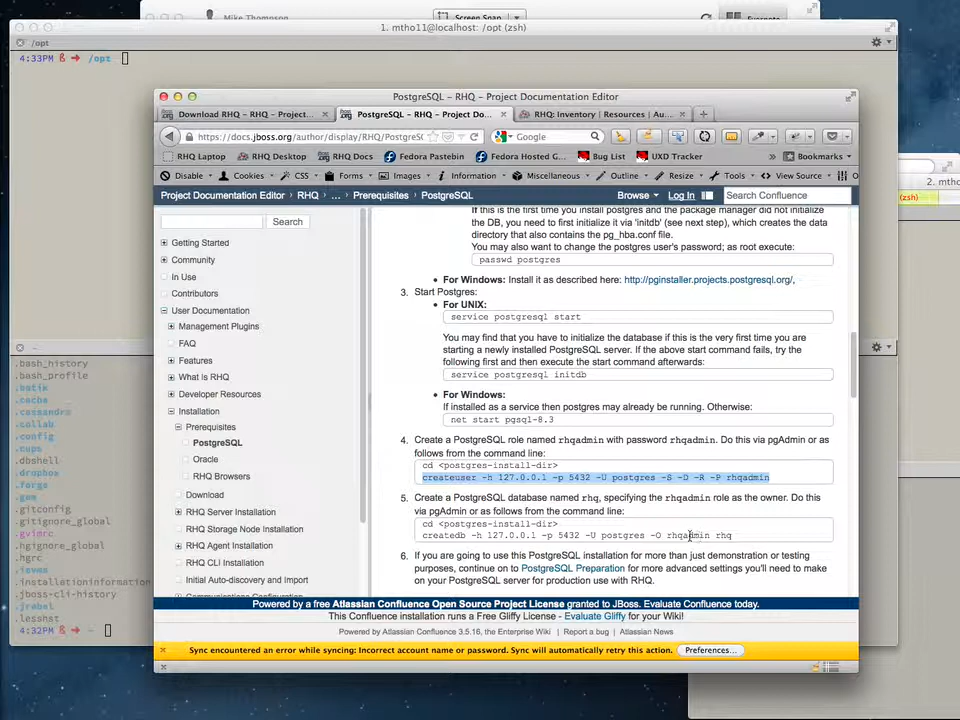 Mike Thompson
Screen Snap
Evernote
1. mtho11@localhost: /opt (zsh)
/opt
4:33PM ß ➜ /opt
PostgreSQL – RHQ – Project Documentation Editor
Download RHQ – RHQ – Project...
PostgreSQL – RHQ – Project Do...
RHQ: Inventory | Resources | Au...
https://docs.jboss.org/author/display/RHQ/PostgreS
Google
RHQ Laptop
RHQ Desktop
RHQ Docs
Fedora Pastebin
Fedora Hosted G...
Bug List
UXD Tracker
Bookmarks
Disable
Cookies
CSS
Forms
Images
Information
Miscellaneous
Outline
Resize
Tools
View Source
2. mtho
(zsh)
Project Documentation Editor
RHQ
...
Prerequisites
PostgreSQL
Browse
Log In
Search Confluence
Search
Getting Started
Community
In Use
Contributors
User Documentation
Management Plugins
FAQ
Features
What is RHQ
Developer Resources
Installation
Prerequisites
PostgreSQL
Oracle
RHQ Browsers
Download
RHQ Server Installation
RHQ Storage Node Installation
RHQ Agent Installation
RHQ CLI Installation
Initial Auto-discovery and Import
If this is the first time you install postgres and the package manager did not initialize
the DB, you need to first initialize it via 'initdb' (see next step), which creates the data
directory that also contains the pg_hba.conf file.
You may also want to change the postgres user's password; as root execute:
passwd postgres
For Windows: Install it as described here: http://pginstaller.projects.postgresql.org/,
3. Start Postgres:
For UNIX:
service postgresql start
You may find that you have to initialize the database if this is the very first time you are
starting a newly installed PostgreSQL server. If the above start command fails, try the
following first and then execute the start command afterwards:
service postgresql initdb
For Windows:
If installed as a service then postgres may already be running. Otherwise:
net start pgsql-8.3
4. Create a PostgreSQL role named rhqadmin with password rhqadmin. Do this via pgAdmin or as
follows from the command line:
cd <postgres-install-dir>
createuser -h 127.0.0.1 -p 5432 -U postgres -S -D -R -P rhqadmin
5. Create a PostgreSQL database named rhq, specifying the rhqadmin role as the owner. Do this
via pgAdmin or as follows from the command line:
cd <postgres-install-dir>
createdb -h 127.0.0.1 -p 5432 -U postgres -O rhqadmin rhq
6. If you are going to use this PostgreSQL installation for more than just demonstration or testing
purposes, continue on to PostgreSQL Preparation for more advanced settings you'll need to make
on your PostgreSQL server for production use with RHQ.
Powered by a free Atlassian Confluence Open Source Project License granted to JBoss. Evaluate Confluence today.
This Confluence installation runs a Free Gliffy License - Evaluate Gliffy for your Wiki!
Powered by Atlassian Confluence 3.5.16, the Enterprise Wiki | Report a bug | Atlassian News
Sync encountered an error while syncing: Incorrect account name or password. Sync will automatically retry this action.
Preferences...
.bash_history
.bash_profile
.batik
.cache
.cassandra
.collab
.config
.cups
.dbshell
.dropbox
.forge
.gem
.gitconfig
.gitignore_global
.gvimrc
.hgignore_global
.hgrc
.installationinformation
.jboss-cli-history
.jrebel
.lesshst
4:32PM ß ➜ ~